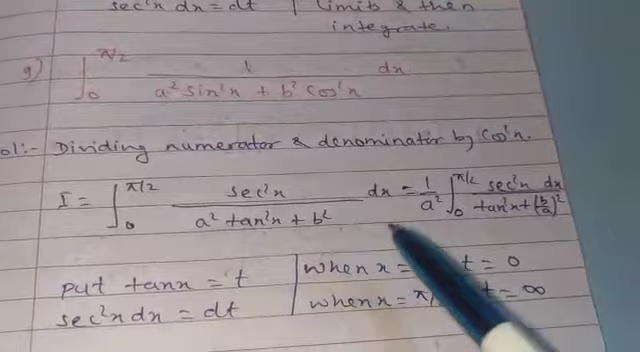 sec²x dx = dt | limits & then
integrate.
9) ∫₀^(π/2) 1/(a² sin²x + b² cos²x) dx
Sol:- Dividing numerator & denominator by cos²x.
I = ∫₀^(π/2) sec²x/(a² tan²x + b²) dx = 1/a² ∫₀^(π/2) sec²x dx/(tan²x + (b/a)²)
put tanx = t | when x = t = 0
sec²x dx = dt | when x = π/ t = ∞